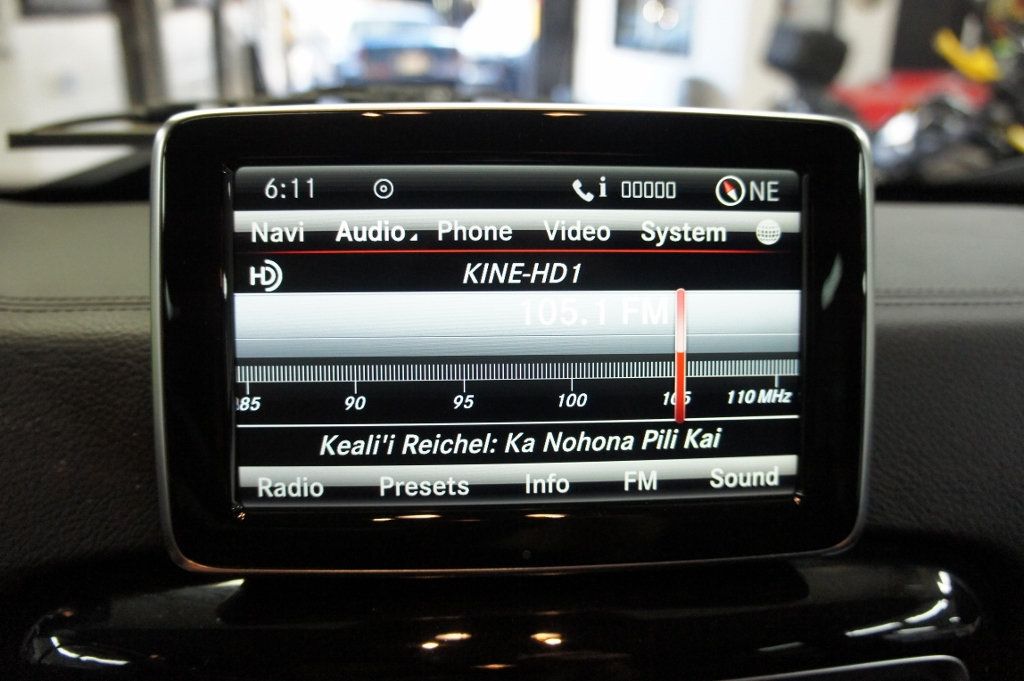 6:11 i NE
Navi Audio Phone Video System
HD KINE-HD1
105.1 FM
85 90 95 100 105 110 MHz
Keali'i Reichel: Ka Nohona Pili Kai
Radio Presets Info FM Sound